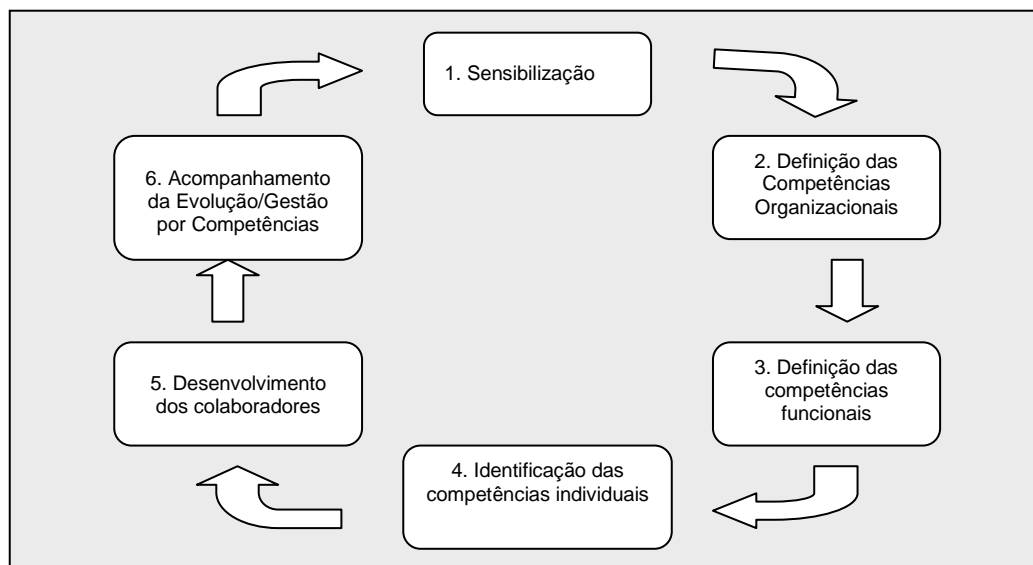 1. Sensibilização
2. Definição das
Competências
Organizacionais
3. Definição das
competências
funcionais
4. Identificação das
competências individuais
5. Desenvolvimento
dos colaboradores
6. Acompanhamento
da Evolução/Gestão
por Competências